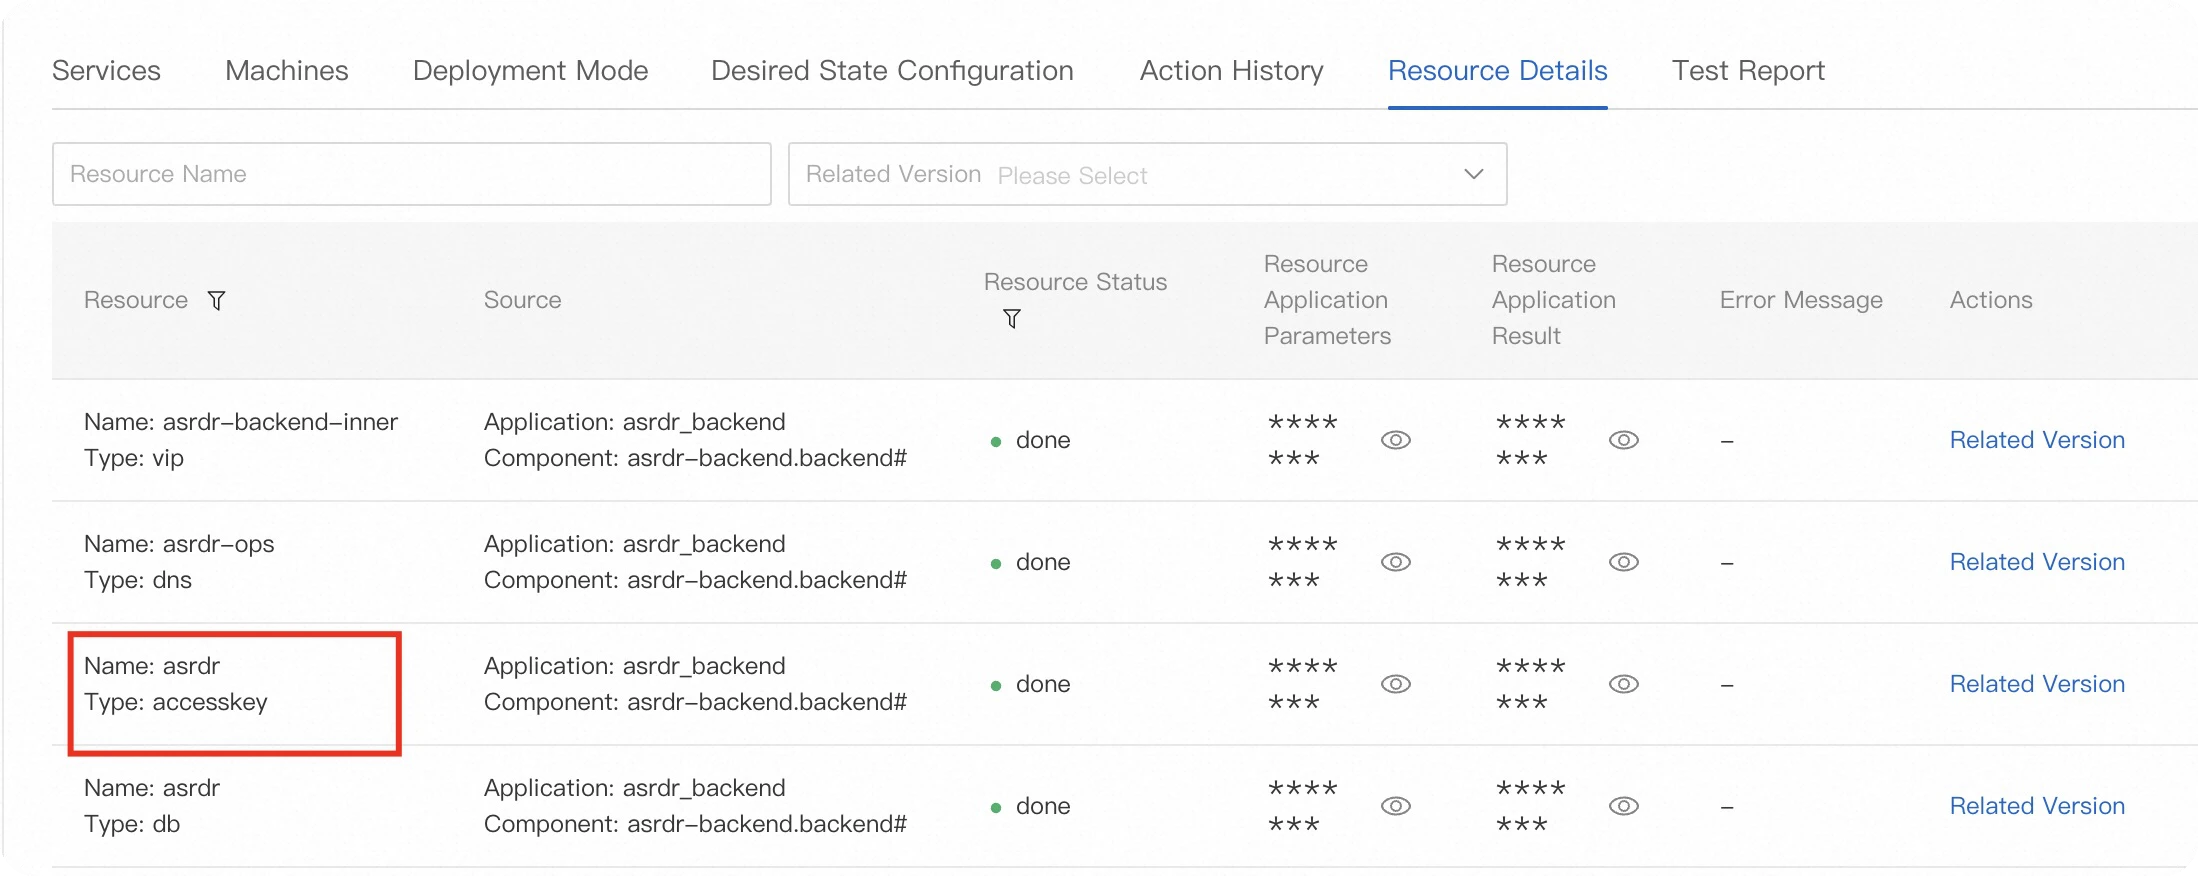 Services Machines Deployment Mode Desired State Configuration Action History Resource Details Test Report
Resource Name
Related Version Please Select
Resource Source Resource Status Resource Application Parameters Resource Application Result Error Message Actions
Name: asrdr-backend-inner
Type: vip
Application: asrdr_backend
Component: asrdr-backend.backend#
done
****
***
****
***
–
Related Version
Name: asrdr-ops
Type: dns
Application: asrdr_backend
Component: asrdr-backend.backend#
done
****
***
****
***
–
Related Version
Name: asrdr
Type: accesskey
Application: asrdr_backend
Component: asrdr-backend.backend#
done
****
***
****
***
–
Related Version
Name: asrdr
Type: db
Application: asrdr_backend
Component: asrdr-backend.backend#
done
****
***
****
***
–
Related Version